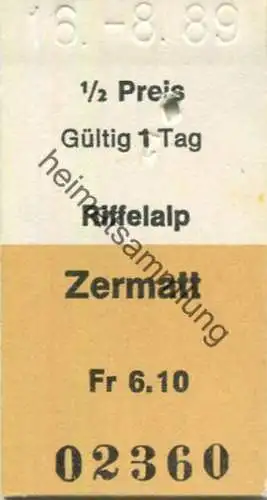 16.-8.89
½ Preis
Gültig 1 Tag
Riffelalp
Zermatt
Fr 6.10
02360
heimatsammlung